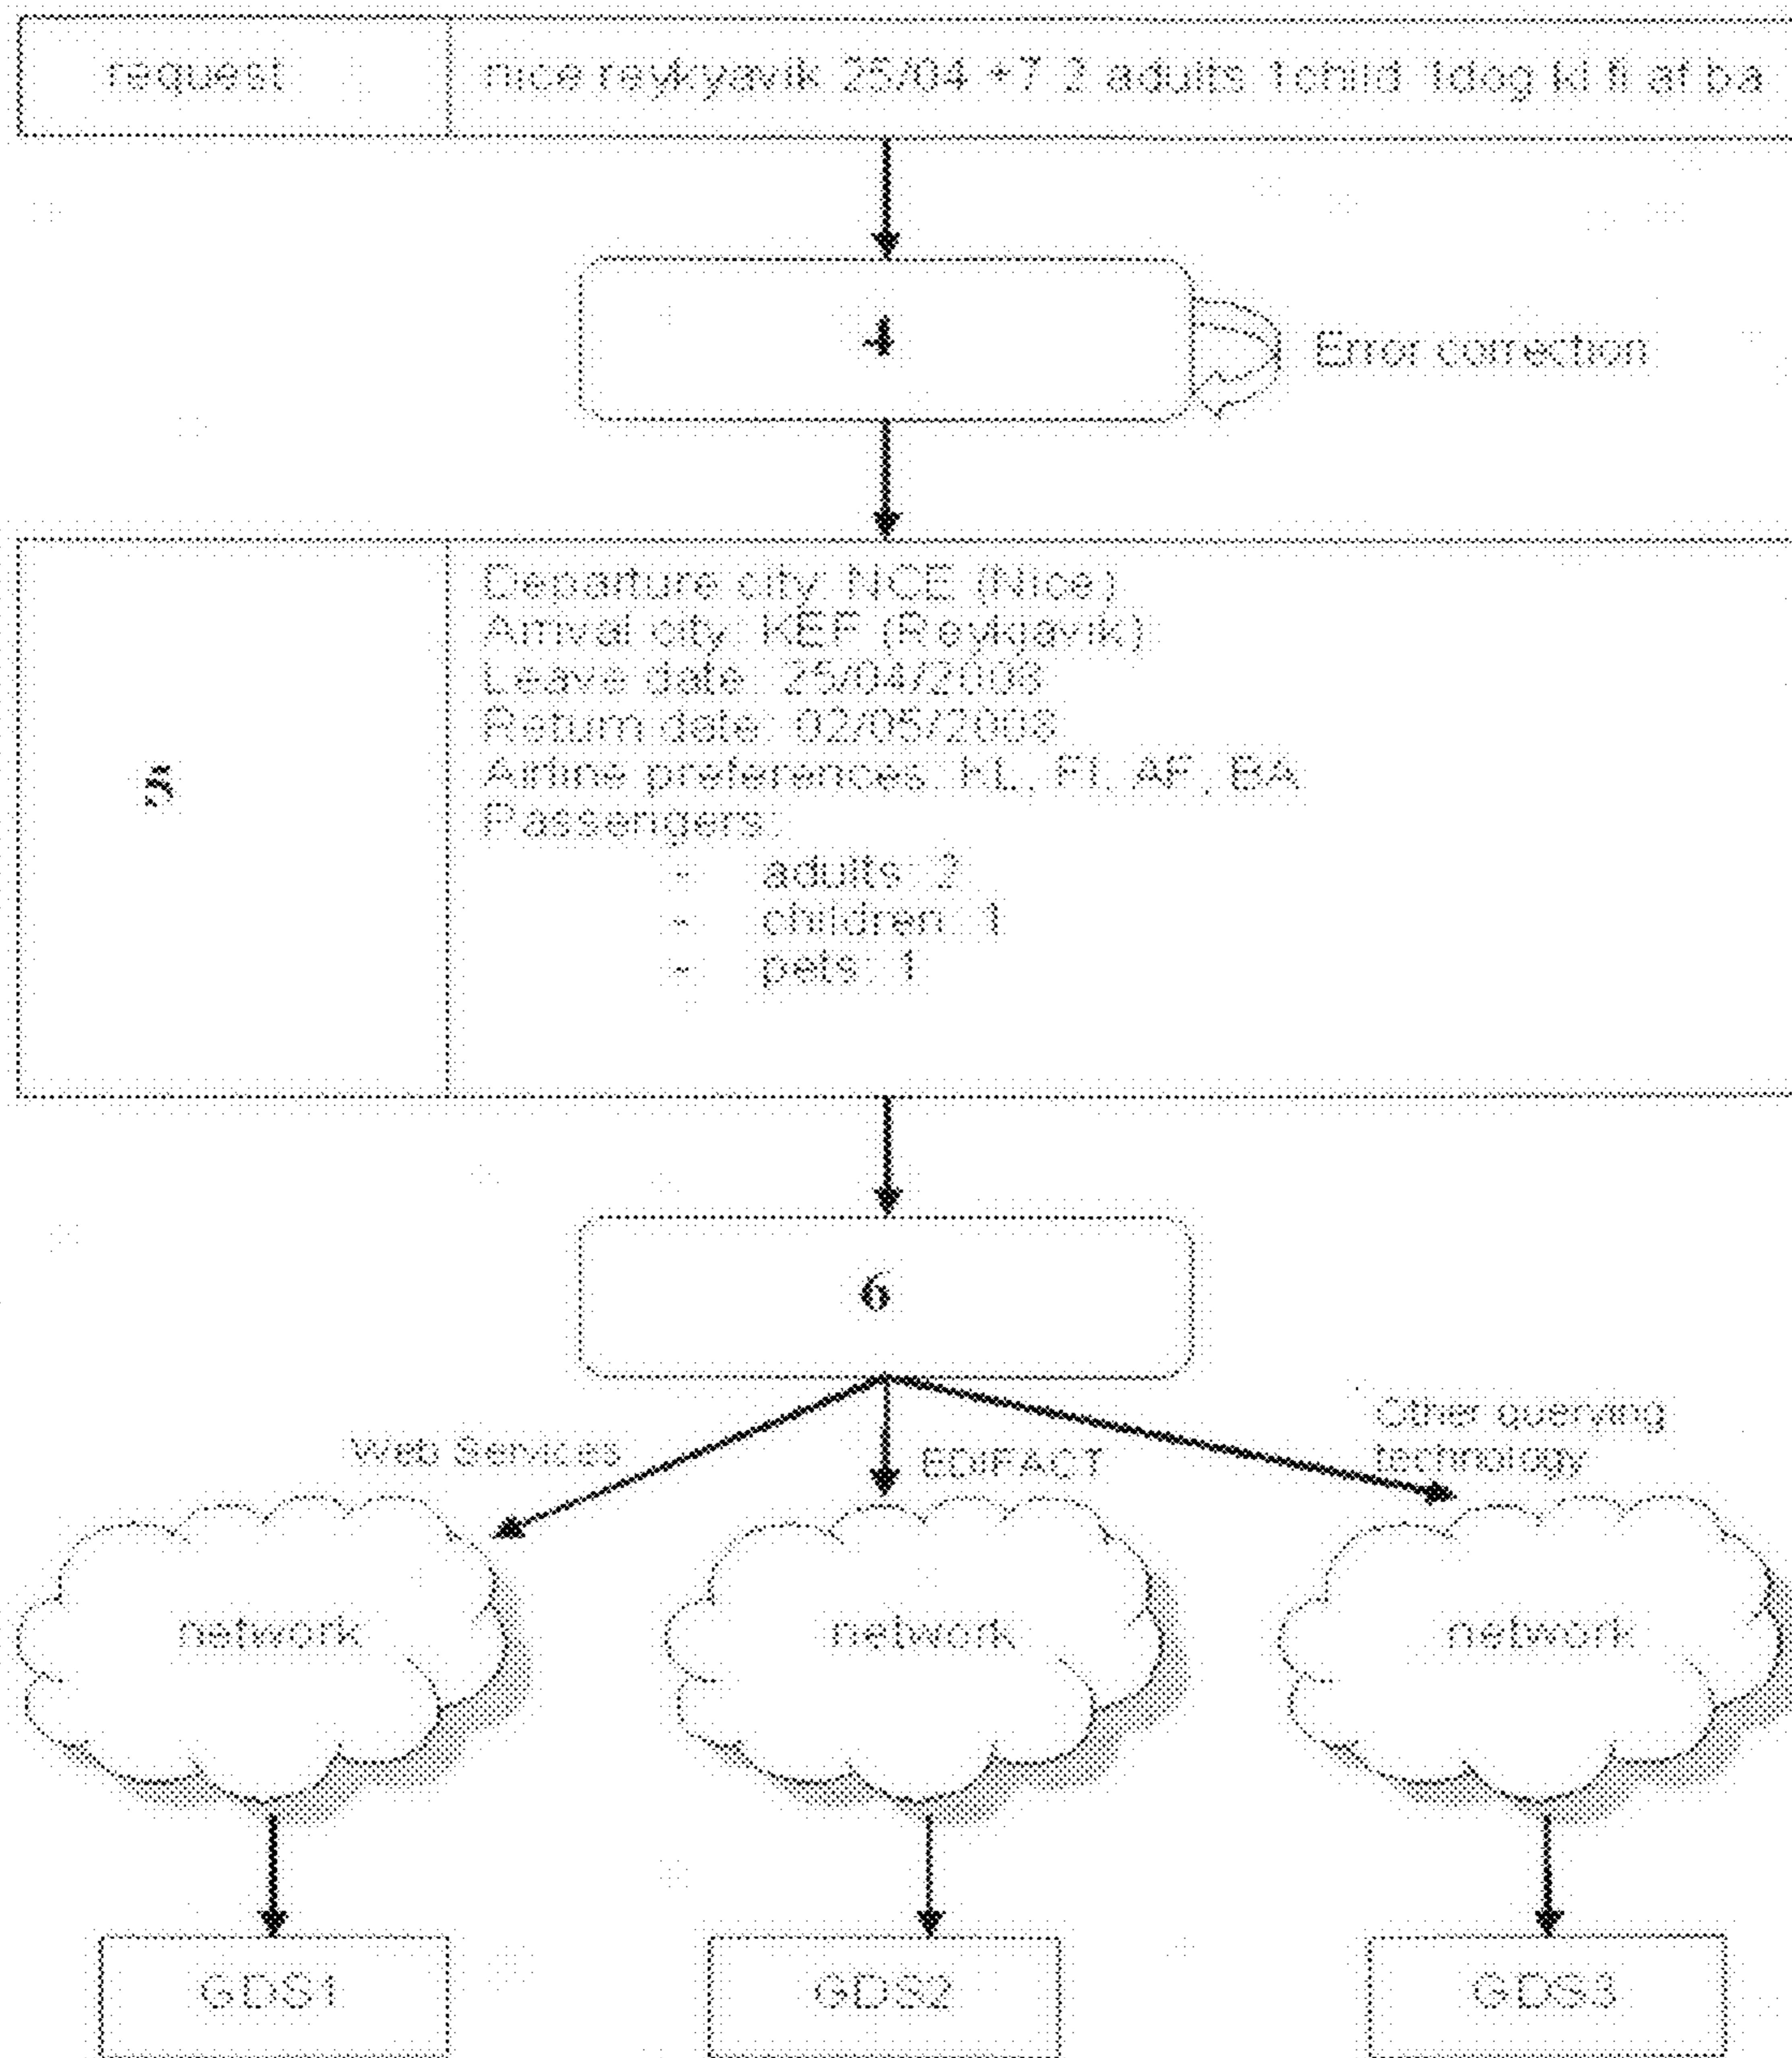 request
nice reykyavik 25/04 +7 2 adults 1child 1dog kl fi af ba
4
Error correction
5
Departure city: NCE (Nice)
Arrival city: KEF (Reykjavik)
Leave date: 25/04/2008
Return date: 02/05/2008
Airline preferences: KL, FI, AF, BA
Passengers:
- adults: 2
- children: 1
- pets: 1
6
Web Services
EDIFACT
Other querying
technology
network
network
network
GDS1
GDS2
GDS3